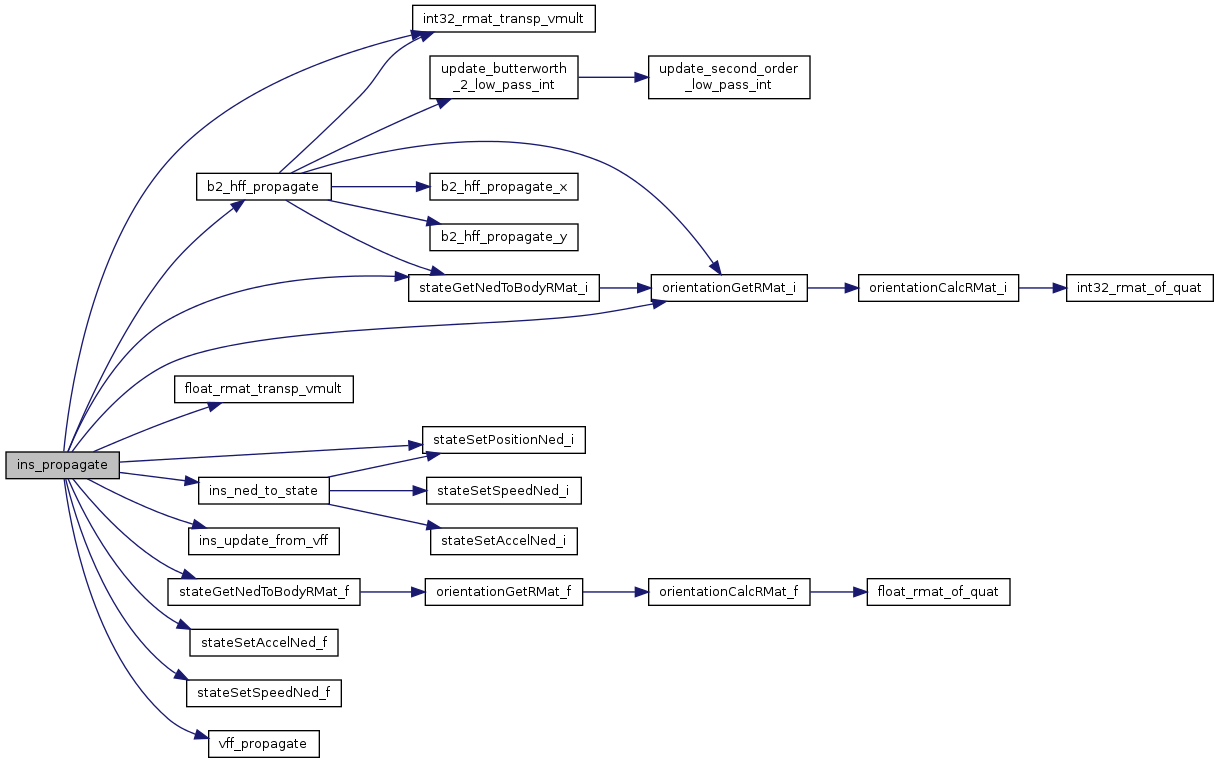 int32_rmat_transp_vmult
update_butterworth
_2_low_pass_int
update_second_order
_low_pass_int
b2_hff_propagate
b2_hff_propagate_x
b2_hff_propagate_y
stateGetNedToBodyRMat_i
orientationGetRMat_i
orientationCalcRMat_i
int32_rmat_of_quat
float_rmat_transp_vmult
stateSetPositionNed_i
ins_propagate
ins_ned_to_state
stateSetSpeedNed_i
ins_update_from_vff
stateSetAccelNed_i
stateGetNedToBodyRMat_f
orientationGetRMat_f
orientationCalcRMat_f
float_rmat_of_quat
stateSetAccelNed_f
stateSetSpeedNed_f
vff_propagate